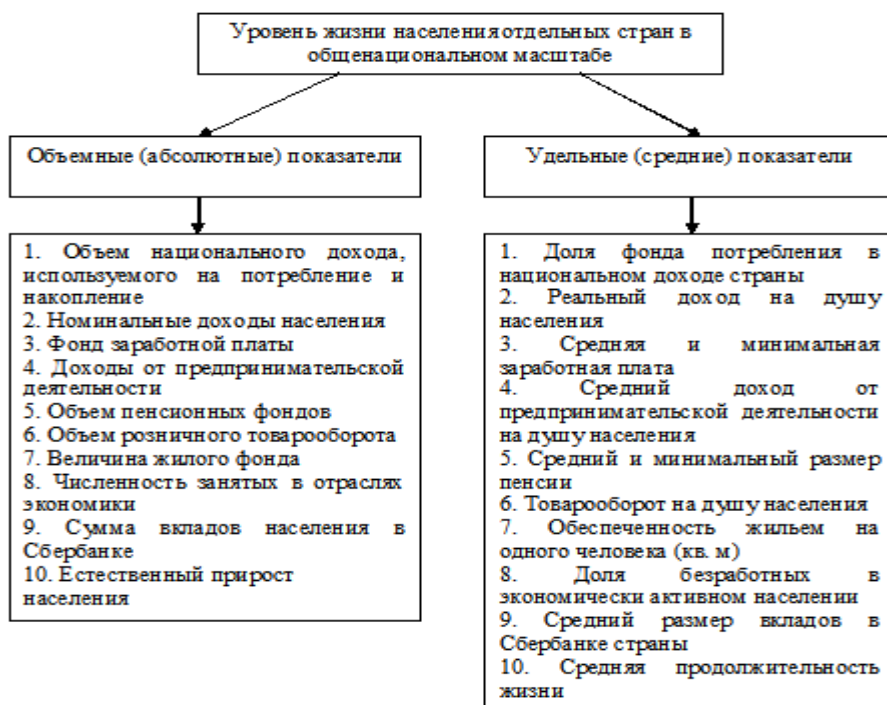 Уровень жизни населения отдельных стран в
общенациональном масштабе
Объемные (абсолютные) показатели
Удельные (средние) показатели
1. Объем национального дохода,
используемого на потребление и
накопление
2. Номинальные доходы населения
3. Фонд заработной платы
4. Доходы от предпринимательской
деятельности
5. Объем пенсионных фондов
6. Объем розничного товарооборота
7. Величина жилого фонда
8. Численность занятых в отраслях
экономики
9. Сумма вкладов населения в
Сбербанке
10. Естественный прирост
населения
1. Доля фонда потребления в
национальном доходе страны
2. Реальный доход на душу
населения
3. Средняя и минимальная
заработная плата
4. Средний доход от
предпринимательской деятельности
на душу населения
5. Средний и минимальный размер
пенсии
6. Товарооборот на душу населения
7. Обеспеченность жильем на
одного человека (кв. м)
8. Доля безработных в
экономически активном населении
9. Средний размер вкладов в
Сбербанке страны
10. Средняя продолжительность
жизни